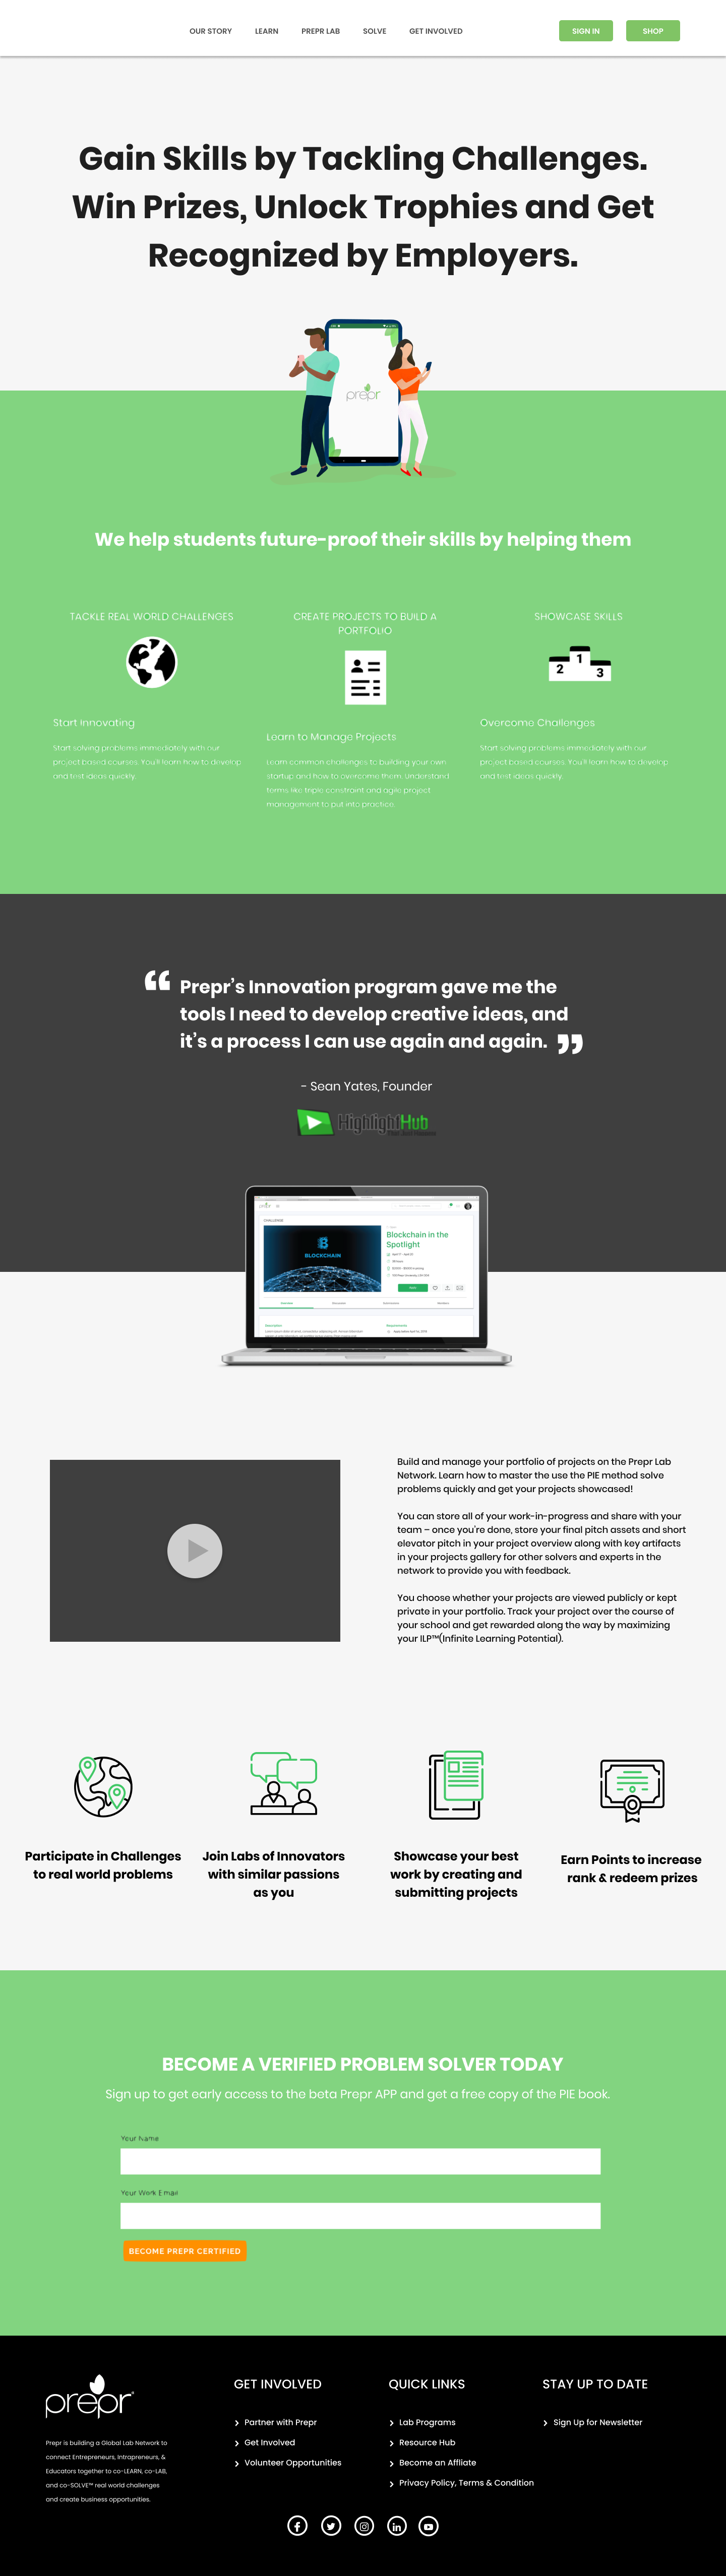 OUR STORY
LEARN
PREPR LAB
SOLVE
GET INVOLVED
SIGN IN
SHOP
Gain Skills by Tackling Challenges.
Win Prizes, Unlock Trophies and Get
Recognized by Employers.
prepr
We help students future-proof their skills by helping them
TACKLE REAL WORLD CHALLENGES
Start Innovating
Start solving problems immediately with our
project based courses. You'll learn how to develop
and test ideas quickly.
CREATE PROJECTS TO BUILD A
PORTFOLIO
Learn to Manage Projects
Learn common challenges to building your own
startup and how to overcome them. Understand
terms like triple constraint and agile project
management to put into practice.
SHOWCASE SKILLS
1
2
3
Overcome Challenges
Start solving problems immediately with our
project based courses. You'll learn how to develop
and test ideas quickly.
“ Prepr’s Innovation program gave me the
tools I need to develop creative ideas, and
it’s a process I can use again and again. ”
- Sean Yates, Founder
HighlightHub
CHALLENGE
BLOCKCHAIN
Blockchain in the
Spotlight
Build and manage your portfolio of projects on the Prepr Lab
Network. Learn how to master the use the PIE method solve
problems quickly and get your projects showcased!
You can store all of your work-in-progress and share with your
team – once you’re done, store your final pitch assets and short
elevator pitch in your project overview along with key artifacts
in your projects gallery for other solvers and experts in the
network to provide you with feedback.
You choose whether your projects are viewed publicly or kept
private in your portfolio. Track your project over the course of
your school and get rewarded along the way by maximizing
your ILP™(Infinite Learning Potential).
Participate in Challenges
to real world problems
Join Labs of Innovators
with similar passions
as you
Showcase your best
work by creating and
submitting projects
Earn Points to increase
rank & redeem prizes
BECOME A VERIFIED PROBLEM SOLVER TODAY
Sign up to get early access to the beta Prepr APP and get a free copy of the PIE book.
Your Name
Your Work Email
BECOME PREPR CERTIFIED
prepr
Prepr is building a Global Lab Network to
connect Entrepreneurs, Intrapreneurs, &
Educators together to co-LEARN, co-LAB,
and co-SOLVE™ real world challenges
and create business opportunities.
GET INVOLVED
Partner with Prepr
Get Involved
Volunteer Opportunities
QUICK LINKS
Lab Programs
Resource Hub
Become an Affliate
Privacy Policy, Terms & Condition
STAY UP TO DATE
Sign Up for Newsletter